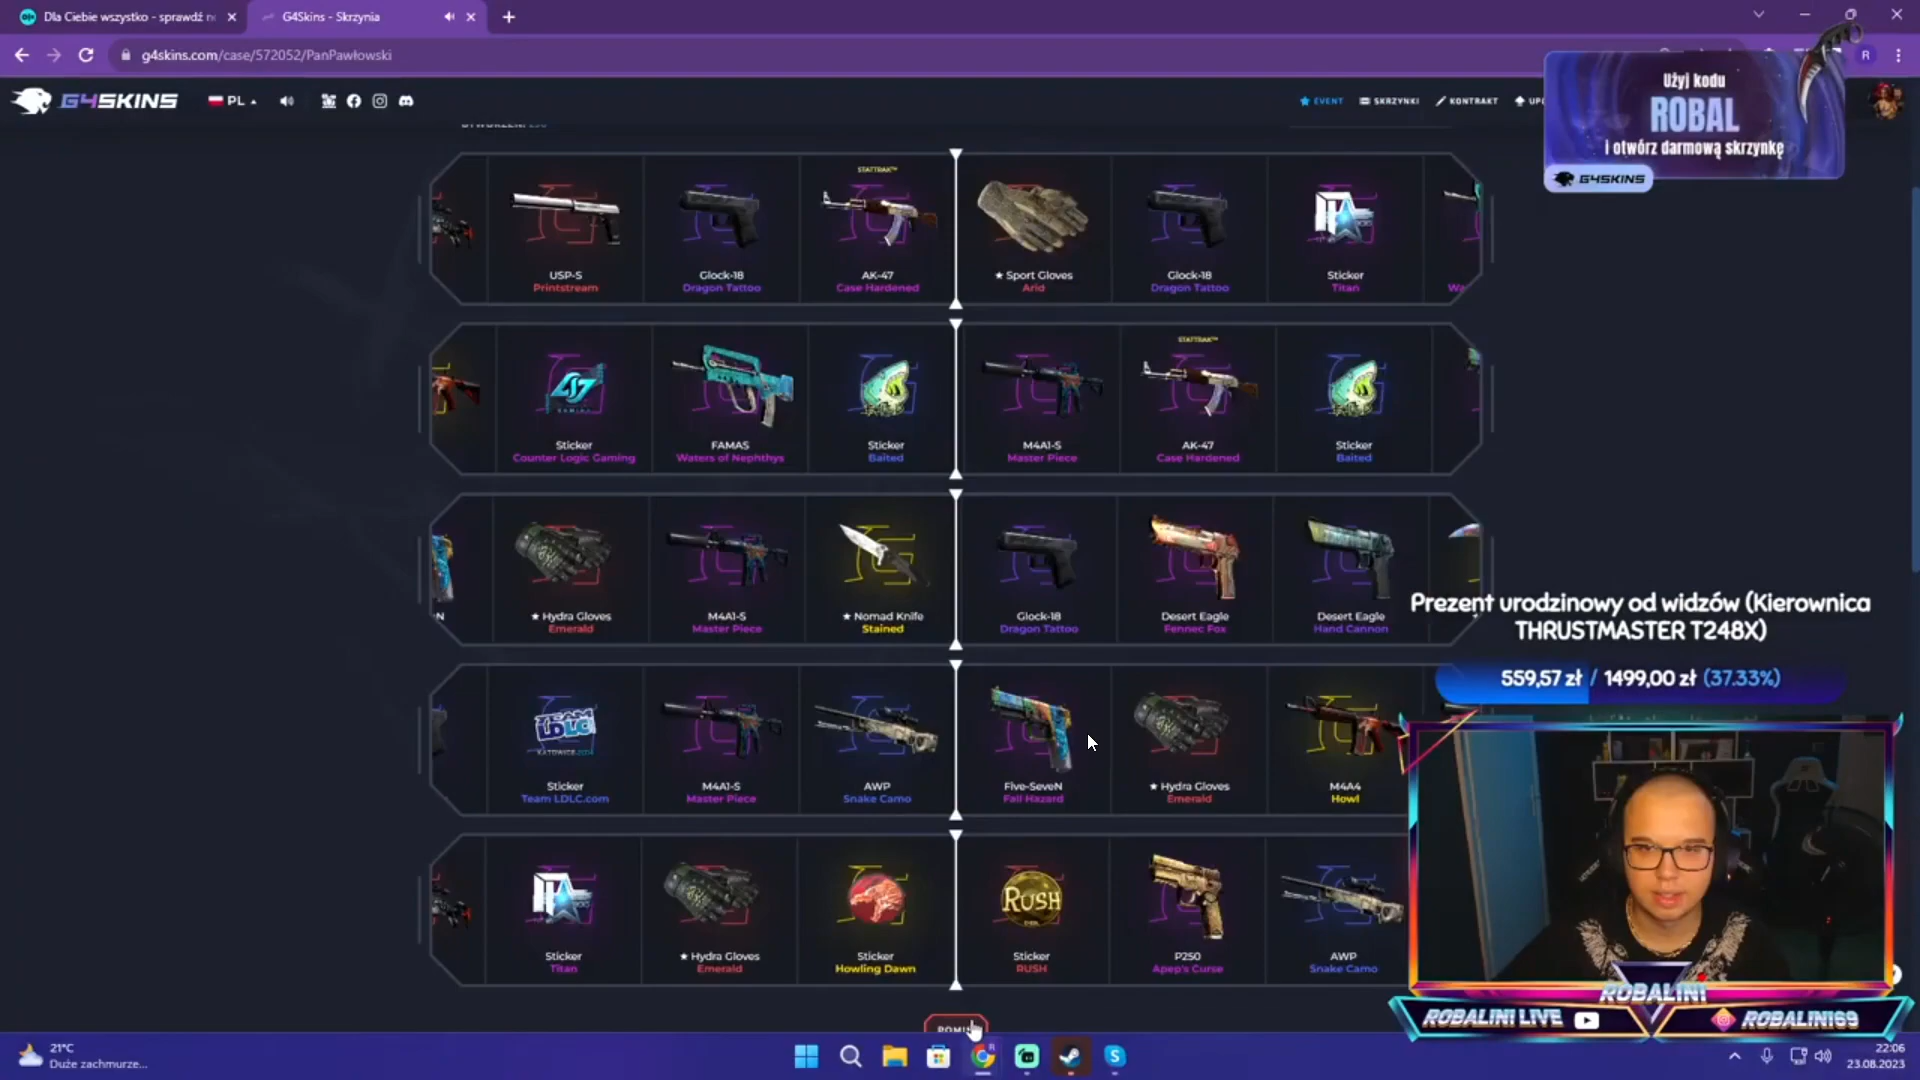 Dla Ciebie wszystko - sprawdź n
G4Skins - Skrzynia
g4skins.com/case/572052/PanPawłowski
R
G4SKINS
PL
EVENT
SKRZYNKI
KONTRAKT
Użyj kodu
ROBAL
i otwórz darmową skrzynkę
G4SKINS
STATTRAK™
USP-S
Printstream
Glock-18
Dragon Tattoo
AK-47
Case Hardened
★ Sport Gloves
Arid
Glock-18
Dragon Tattoo
Sticker
Titan
STATTRAK™
Sticker
Counter Logic Gaming
FAMAS
Waters of Nephthys
Sticker
Baited
M4A1-S
Master Piece
AK-47
Case Hardened
Sticker
Baited
N
★ Hydra Gloves
Emerald
M4A1-S
Master Piece
★ Nomad Knife
Stained
Glock-18
Dragon Tattoo
Desert Eagle
Fennec Fox
Desert Eagle
Hand Cannon
Prezent urodzinowy od widzów (Kierownica
THRUSTMASTER T248X)
559,57 zł / 1499,00 zł (37.33%)
Sticker
Team LDLC.com
M4A1-S
Master Piece
AWP
Snake Camo
Five-SeveN
Fall Hazard
★ Hydra Gloves
Emerald
M4A4
Howl
RUSH
Sticker
Titan
★ Hydra Gloves
Emerald
Sticker
Howling Dawn
Sticker
RUSH
P250
Apep's Curse
AWP
Snake Camo
ROBALINI
ROBALINI LIVE
ROBALINI69
21°C
Duże zachmurze...
22:06
23.08.2023